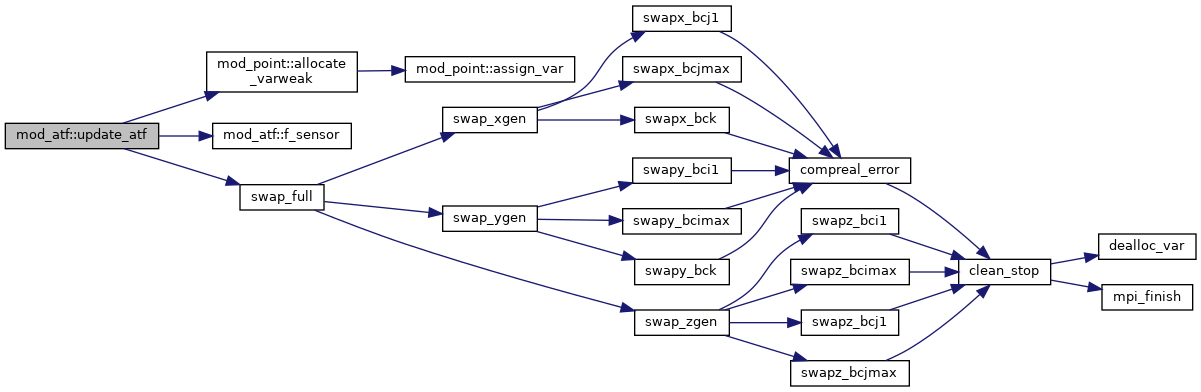 mod_atf::update_atf
mod_point::allocate
_varweak
mod_point::assign_var
mod_atf::f_sensor
swap_full
swap_xgen
swapx_bcj1
swapx_bcjmax
swapx_bck
compreal_error
swap_ygen
swapy_bci1
swapy_bcimax
swapy_bck
swap_zgen
swapz_bci1
swapz_bcimax
swapz_bcj1
swapz_bcjmax
clean_stop
dealloc_var
mpi_finish